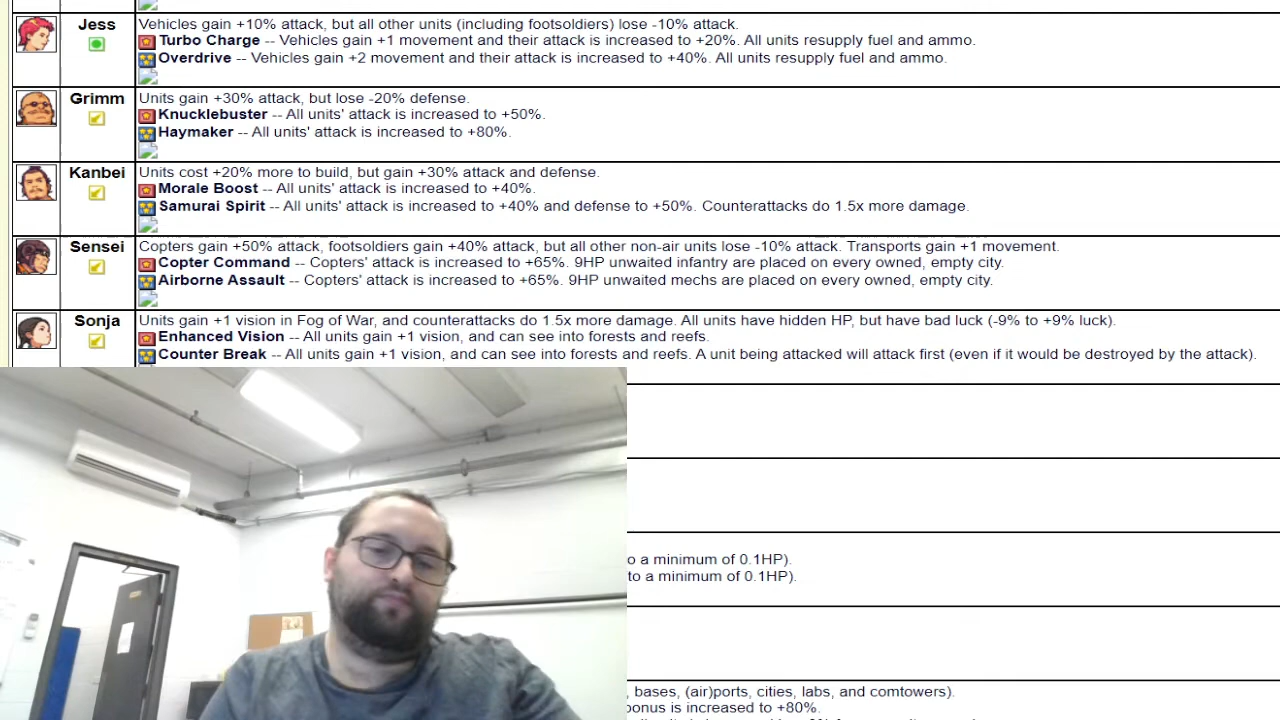 Jess
Vehicles gain +10% attack, but all other units (including footsoldiers) lose -10% attack.
Turbo Charge -- Vehicles gain +1 movement and their attack is increased to +20%. All units resupply fuel and ammo.
Overdrive -- Vehicles gain +2 movement and their attack is increased to +40%. All units resupply fuel and ammo.
Grimm
Units gain +30% attack, but lose -20% defense.
Knucklebuster -- All units' attack is increased to +50%.
Haymaker -- All units' attack is increased to +80%.
Kanbei
Units cost +20% more to build, but gain +30% attack and defense.
Morale Boost -- All units' attack is increased to +40%.
Samurai Spirit -- All units' attack is increased to +40% and defense to +50%. Counterattacks do 1.5x more damage.
Sensei
Copters gain +50% attack, footsoldiers gain +40% attack, but all other non-air units lose -10% attack. Transports gain +1 movement.
Copter Command -- Copters' attack is increased to +65%. 9HP unwaited infantry are placed on every owned, empty city.
Airborne Assault -- Copters' attack is increased to +65%. 9HP unwaited mechs are placed on every owned, empty city.
Sonja
Units gain +1 vision in Fog of War, and counterattacks do 1.5x more damage. All units have hidden HP, but have bad luck (-9% to +9% luck).
Enhanced Vision -- All units gain +1 vision, and can see into forests and reefs.
Counter Break -- All units gain +1 vision, and can see into forests and reefs. A unit being attacked will attack first (even if it would be destroyed by the attack).
o a minimum of 0.1HP).
to a minimum of 0.1HP).
, bases, (air)ports, cities, labs, and comtowers).
bonus is increased to +80%.